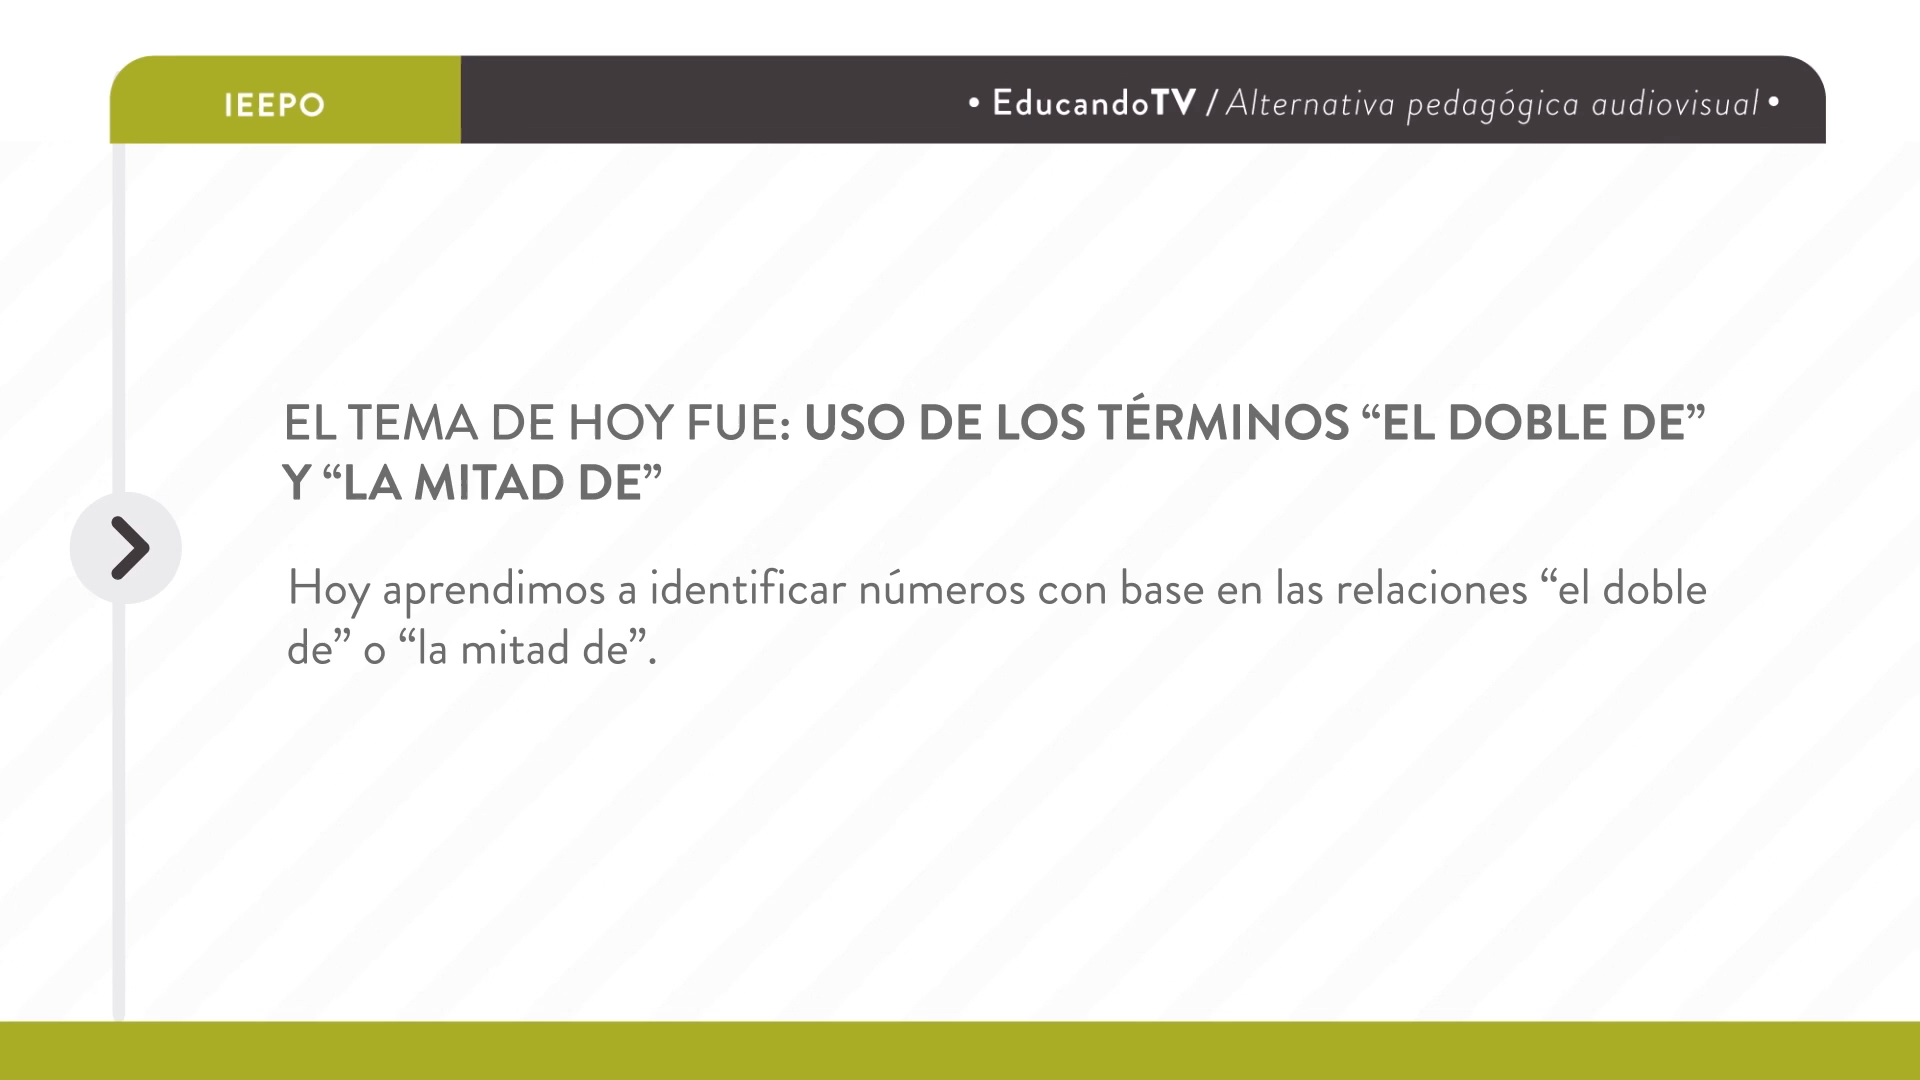 IEEPO
• EducandoTV / Alternativa pedagógica audiovisual •
EL TEMA DE HOY FUE: USO DE LOS TÉRMINOS “EL DOBLE DE”
Y “LA MITAD DE”
Hoy aprendimos a identificar números con base en las relaciones “el doble
de” o “la mitad de”.